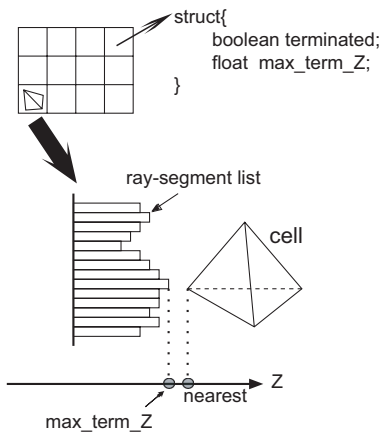 struct{
boolean terminated;
float max_term_Z;
}
ray-segment list
cell
Z
nearest
max_term_Z